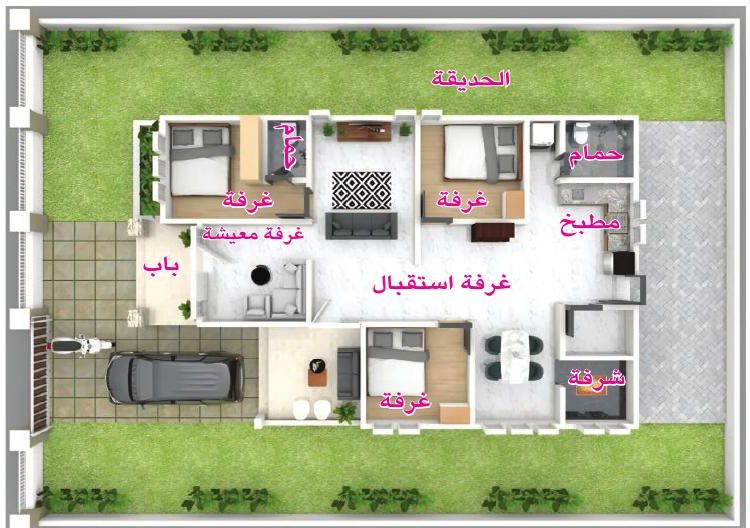 الحديقة
حمام
حمام
غرفة
غرفة
مطبخ
غرفة معيشة
باب
غرفة استقبال
شرفة
غرفة